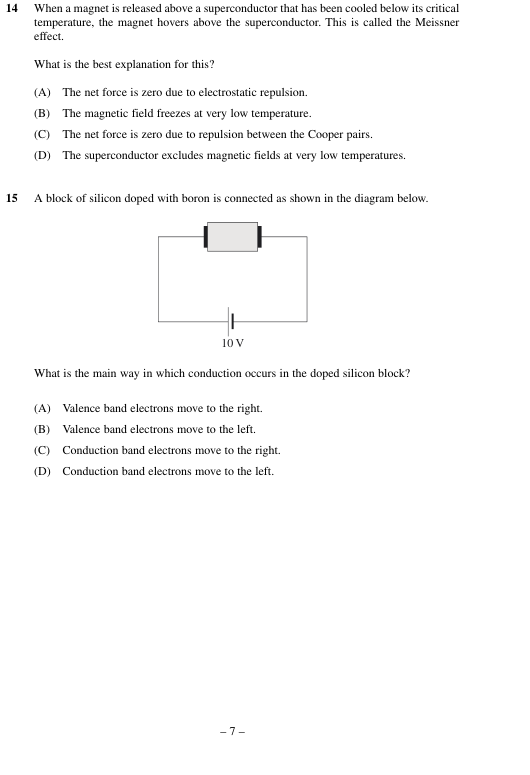 14 When a magnet is released above a superconductor that has been cooled below its critical
temperature, the magnet hovers above the superconductor. This is called the Meissner
effect.
What is the best explanation for this?
(A) The net force is zero due to electrostatic repulsion.
(B) The magnetic field freezes at very low temperature.
(C) The net force is zero due to repulsion between the Cooper pairs.
(D) The superconductor excludes magnetic fields at very low temperatures.
15 A block of silicon doped with boron is connected as shown in the diagram below.
10 V
What is the main way in which conduction occurs in the doped silicon block?
(A) Valence band electrons move to the right.
(B) Valence band electrons move to the left.
(C) Conduction band electrons move to the right.
(D) Conduction band electrons move to the left.
– 7 –